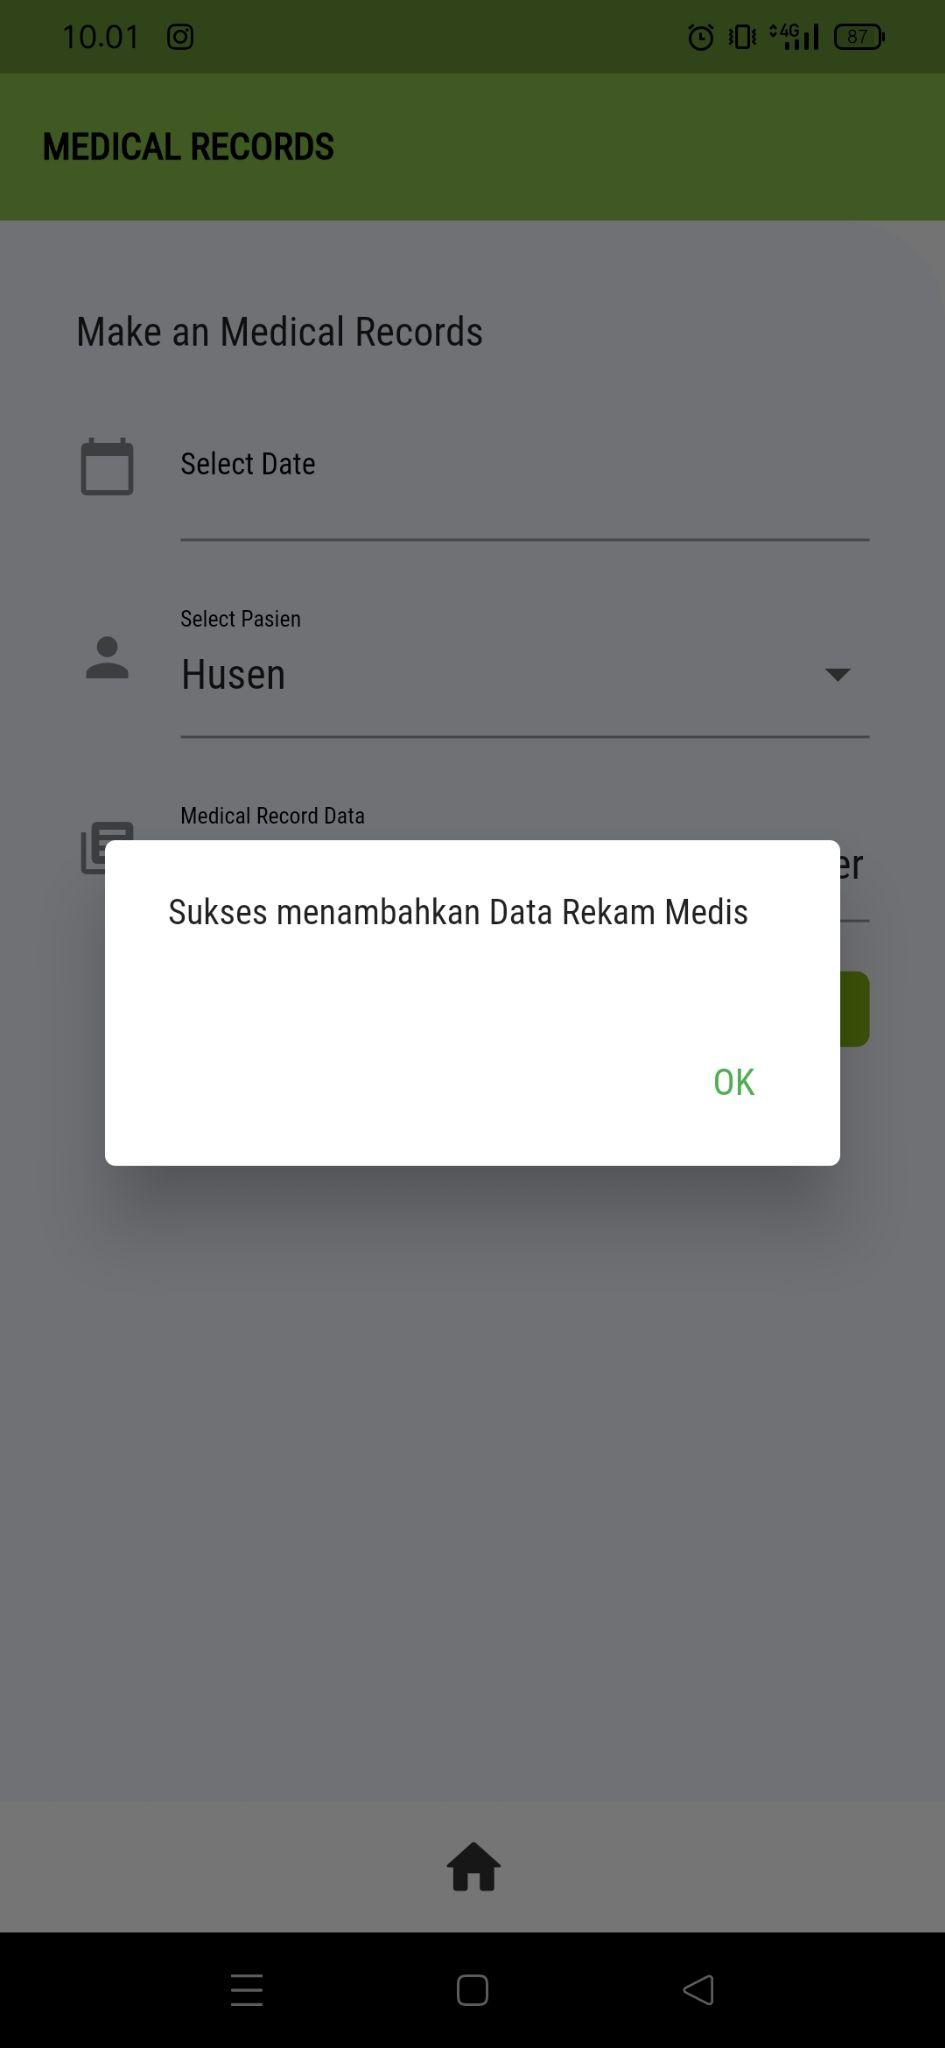 10.01 4G 87
MEDICAL RECORDS
Make an Medical Records
Select Date
Select Pasien
Husen
Medical Record Data
Sukses menambahkan Data Rekam Medis
OK